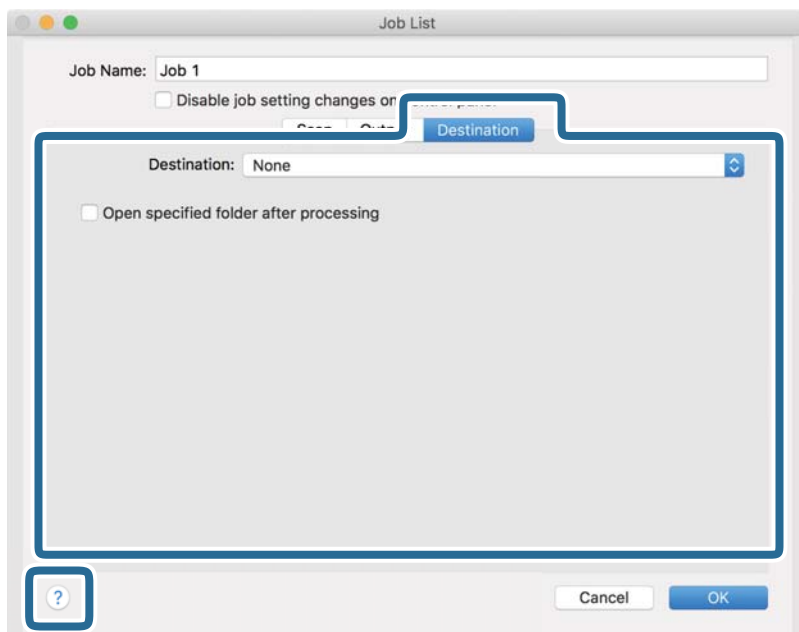 Job List
Job Name: Job 1
Disable job setting changes on
Destination
Destination: None
Open specified folder after processing
?
Cancel OK